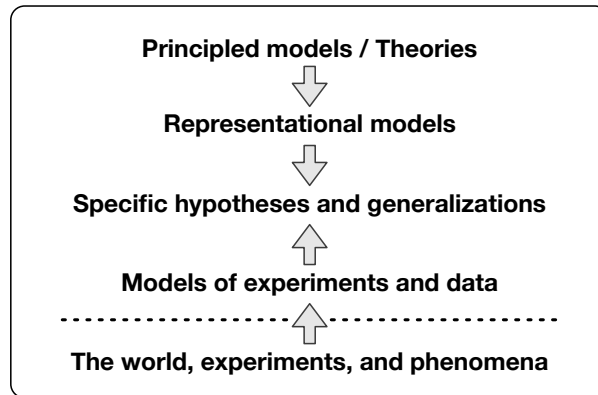 Principled models / Theories
Representational models
Specific hypotheses and generalizations
Models of experiments and data
The world, experiments, and phenomena